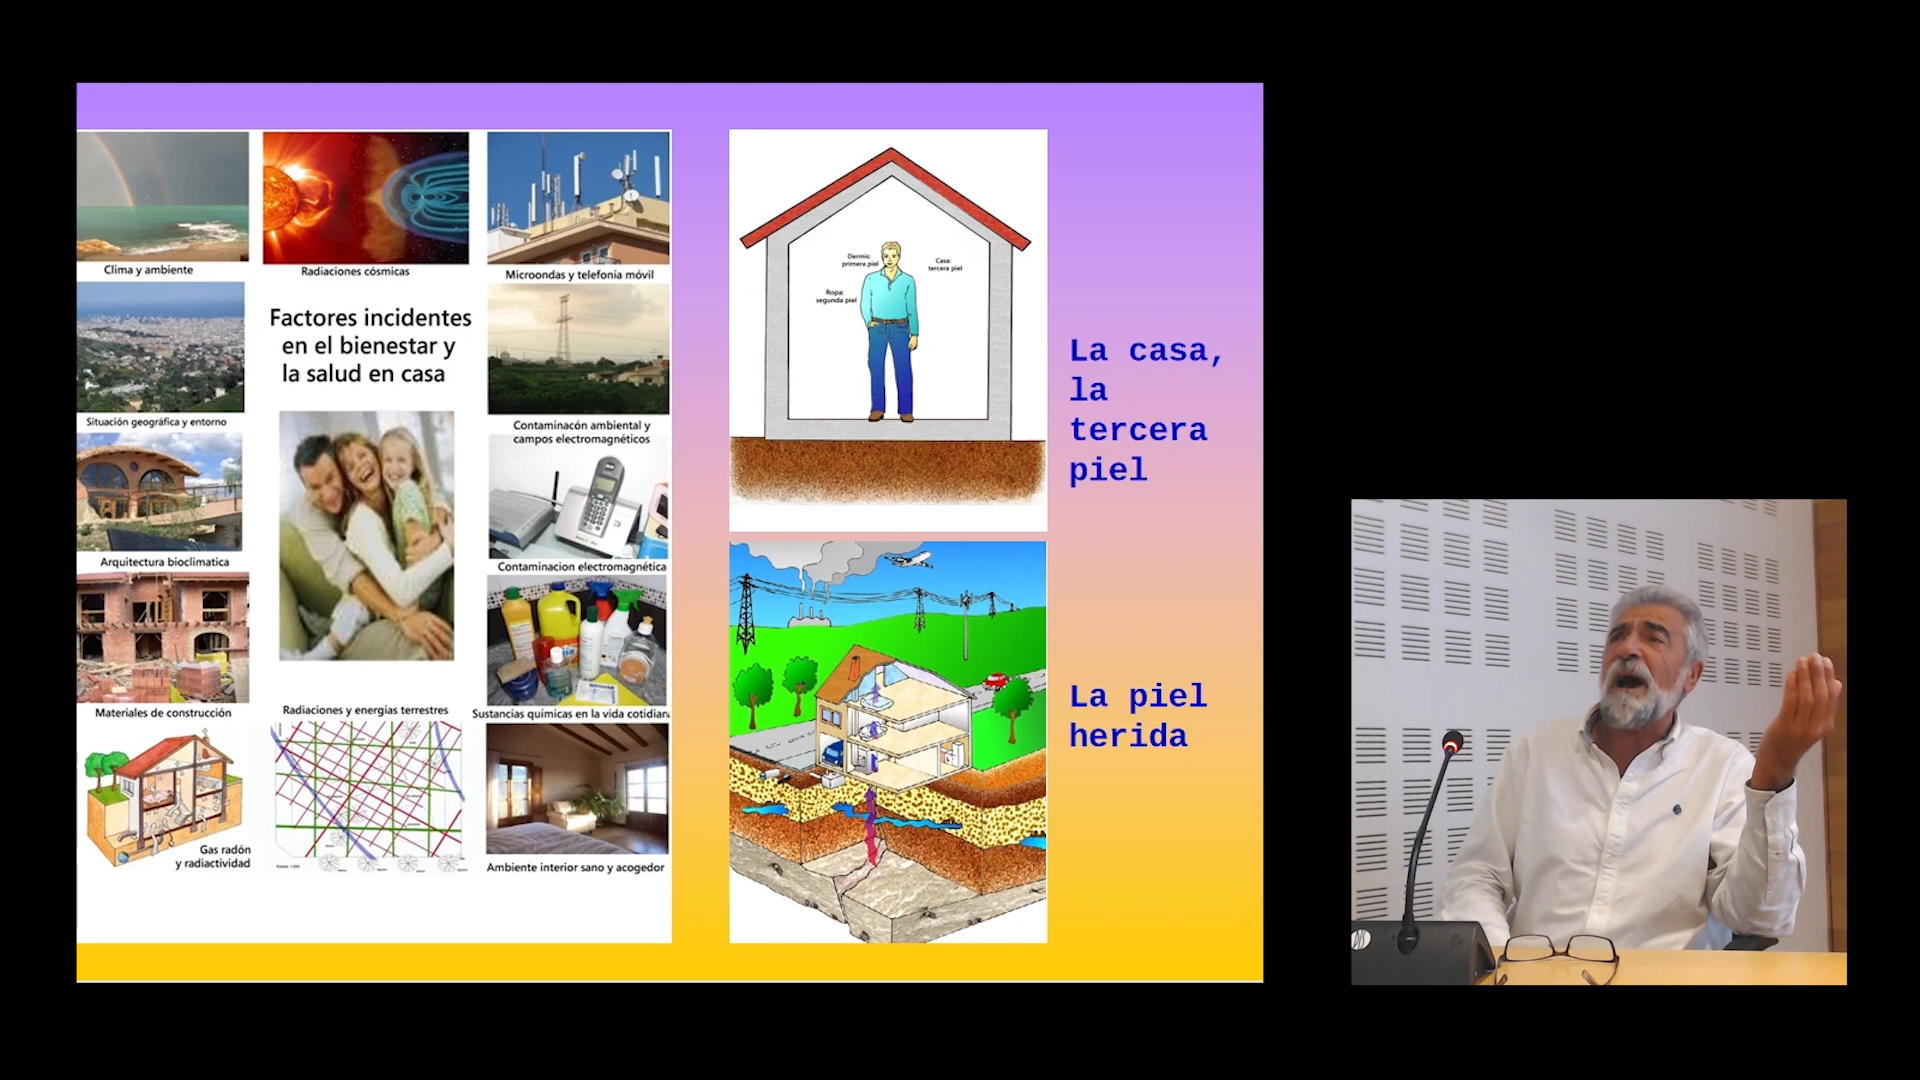 Clima y ambiente
Radiaciones cósmicas
Microondas y telefonía móvil
Factores incidentes
en el bienestar y
la salud en casa
Situación geográfica y entorno
Contaminacón ambiental y
campos electromagnéticos
Arquitectura bioclimatica
Contaminacion electromagnética
Materiales de construcción
Radiaciones y energías terrestres
Sustancias químicas en la vida cotidiana
Gas radón
y radiactividad
Ambiente interior sano y acogedor
Dermis:
primera piel
Casa:
tercera piel
Ropa:
segunda piel
La casa,
la
tercera
piel
La piel
herida